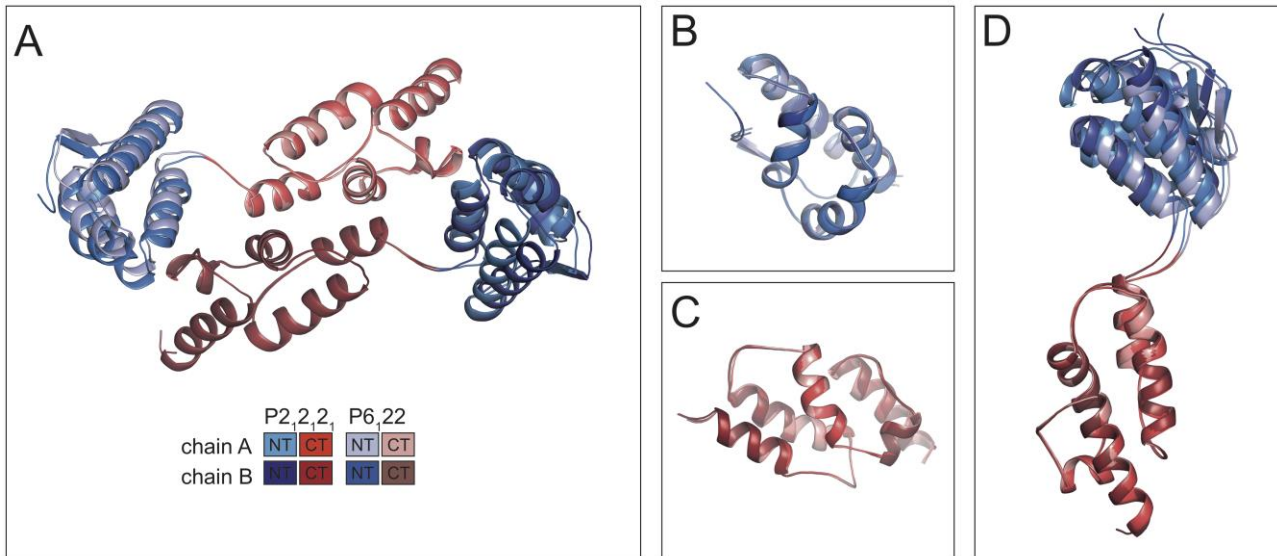 A
B
C
D
P2₁2₁2₁ P6₁22
chain A NT CT NT CT
chain B NT CT NT CT